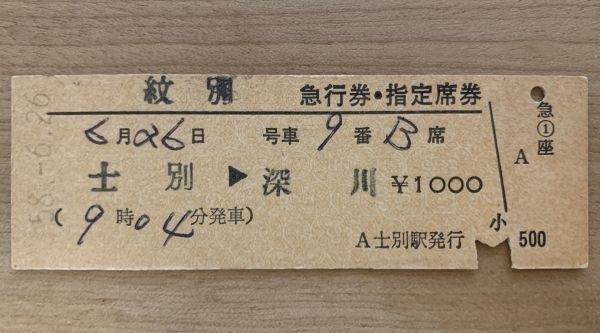 紋別 急行券・指定席券
6月26日 号車 9番 B席
士別▶深川 ¥1000
(9時04分発車)
A士別駅発行
58.-6.26
急①座
A
小
500